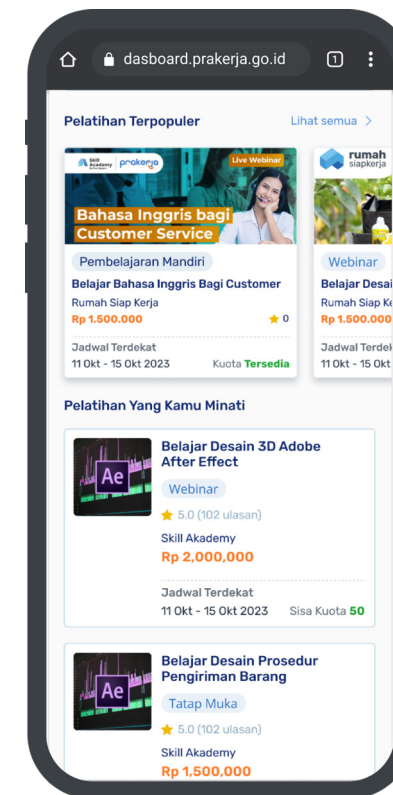 dasboard.prakerja.go.id
1
Pelatihan Terpopuler
Lihat semua >
Skill Academy
prakerja
Live Webinar
Bahasa Inggris bagi
Customer Service
Pembelajaran Mandiri
Belajar Bahasa Inggris Bagi Customer
Rumah Siap Kerja
Rp 1.500.000
0
Jadwal Terdekat
11 Okt - 15 Okt 2023
Kuota Tersedia
rumah
siapkerja
Webinar
Belajar Desai
Rumah Siap Ke
Rp 1.500.000
Jadwal Terdek
11 Okt - 15 Okt
Pelatihan Yang Kamu Minati
Ae
Belajar Desain 3D Adobe
After Effect
Webinar
5.0 (102 ulasan)
Skill Akademy
Rp 2,000,000
Jadwal Terdekat
11 Okt - 15 Okt 2023
Sisa Kuota 50
Ae
Belajar Desain Prosedur
Pengiriman Barang
Tatap Muka
5.0 (102 ulasan)
Skill Akademy
Rp 1,500,000